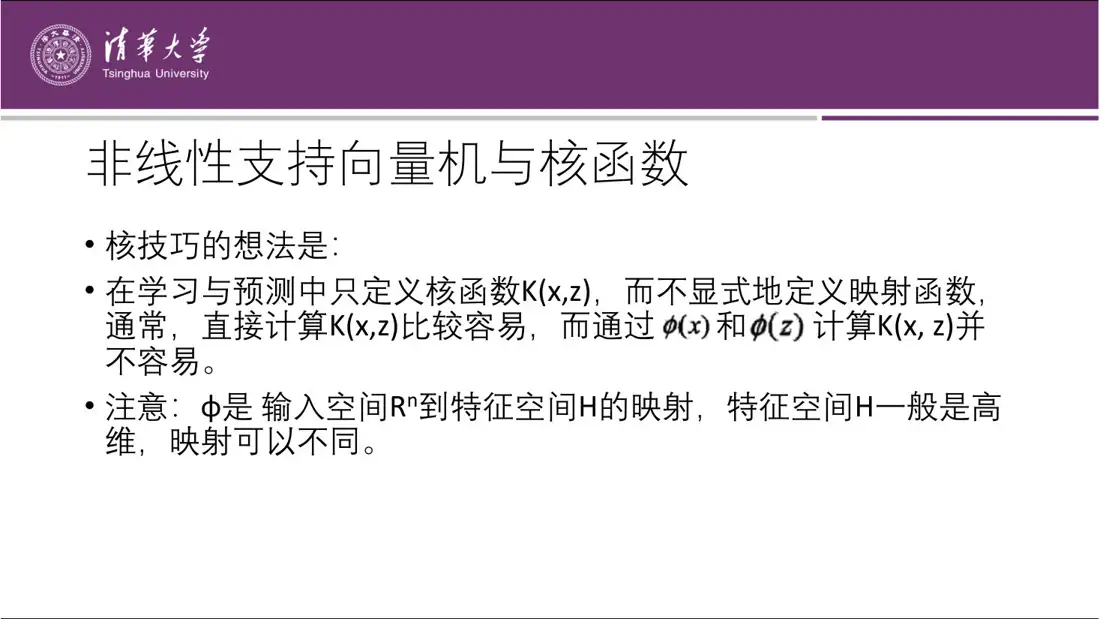 清华大学
Tsinghua University
非线性支持向量机与核函数
• 核技巧的想法是：
• 在学习与预测中只定义核函数K(x,z)，而不显式地定义映射函数，
通常，直接计算K(x,z)比较容易，而通过 ϕ(x) 和 ϕ(z) 计算K(x, z)并
不容易。
• 注意：ф是 输入空间Rⁿ到特征空间H的映射，特征空间H一般是高
维，映射可以不同。